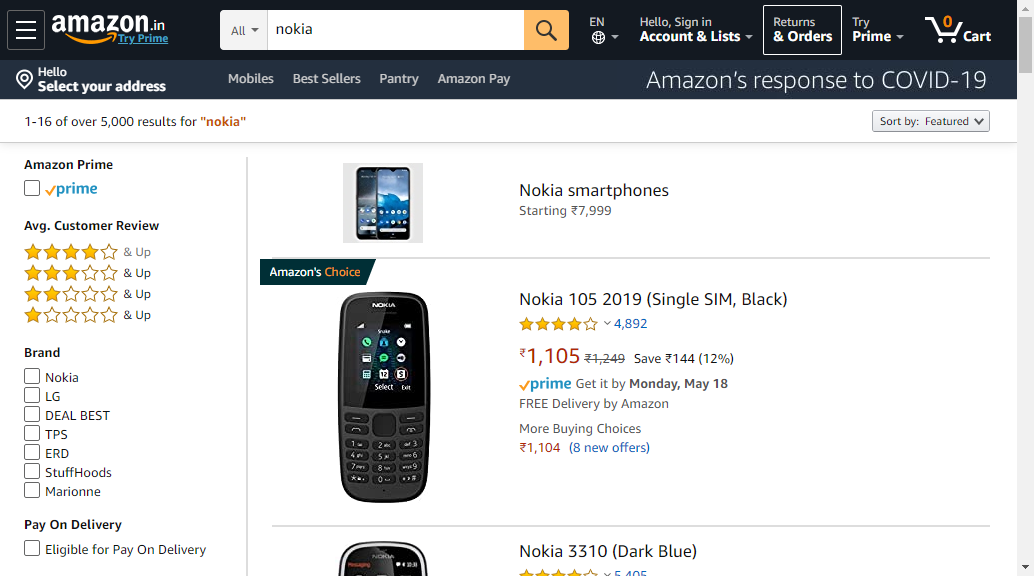 amazon.in
Try Prime
All
nokia
EN
Hello, Sign in
Account & Lists
Returns
& Orders
Try
Prime
0
Cart
Hello
Select your address
Mobiles
Best Sellers
Pantry
Amazon Pay
Amazon's response to COVID-19
1-16 of over 5,000 results for "nokia"
Sort by: Featured
Amazon Prime
prime
Avg. Customer Review
& Up
& Up
& Up
& Up
Brand
Nokia
LG
DEAL BEST
TPS
ERD
StuffHoods
Marionne
Pay On Delivery
Eligible for Pay On Delivery
Nokia smartphones
Starting ₹7,999
Amazon's Choice
NOKIA
Snake
Select Exit
Nokia 105 2019 (Single SIM, Black)
4,892
₹1,105 ₹1,249 Save ₹144 (12%)
prime Get it by Monday, May 18
FREE Delivery by Amazon
More Buying Choices
₹1,104 (8 new offers)
NOKIA
Messaging
Nokia 3310 (Dark Blue)
5,405